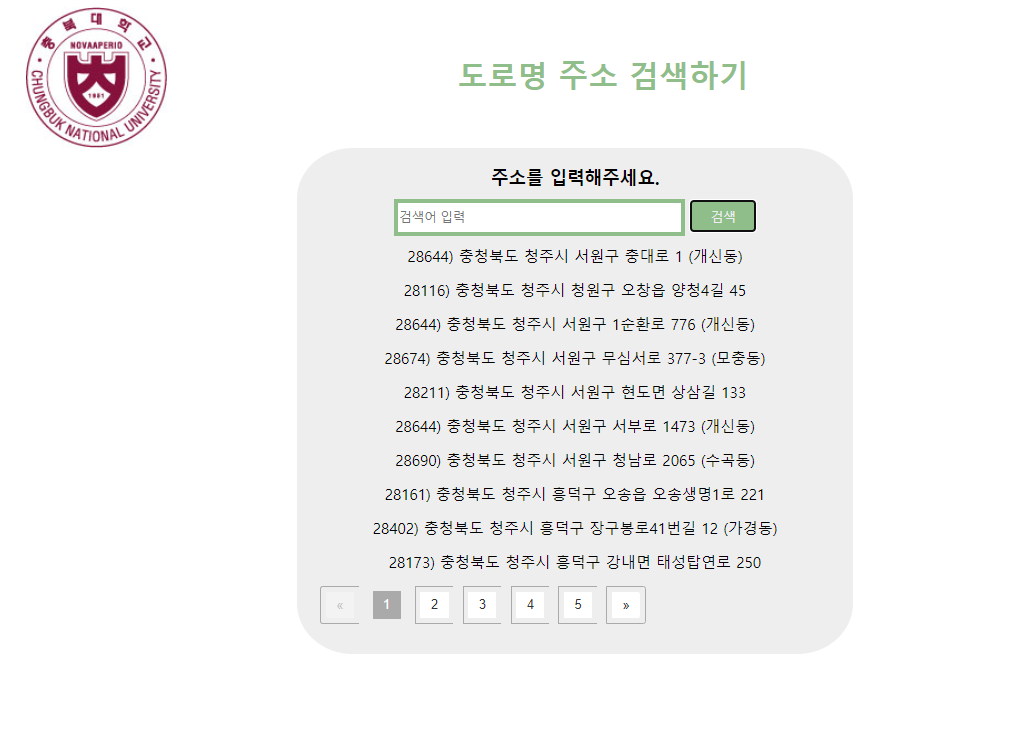 충북대학교
NOVAAPERIO
1951
CHUNGBUK NATIONAL UNIVERSITY
도로명 주소 검색하기
주소를 입력해주세요.
검색어 입력 검색
28644) 충청북도 청주시 서원구 충대로 1 (개신동)
28116) 충청북도 청주시 청원구 오창읍 양청4길 45
28644) 충청북도 청주시 서원구 1순환로 776 (개신동)
28674) 충청북도 청주시 서원구 무심서로 377-3 (모충동)
28211) 충청북도 청주시 서원구 현도면 상삼길 133
28644) 충청북도 청주시 서원구 서부로 1473 (개신동)
28690) 충청북도 청주시 서원구 청남로 2065 (수곡동)
28161) 충청북도 청주시 흥덕구 오송읍 오송생명1로 221
28402) 충청북도 청주시 흥덕구 장구봉로41번길 12 (가경동)
28173) 충청북도 청주시 흥덕구 강내면 태성탑연로 250
« 1 2 3 4 5 »